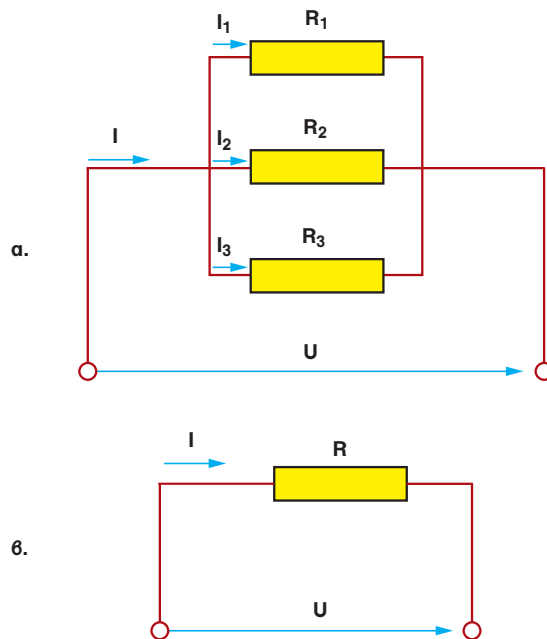 I₁ R₁
I I₂ R₂
I₃ R₃
α.
U
I R
β.
U